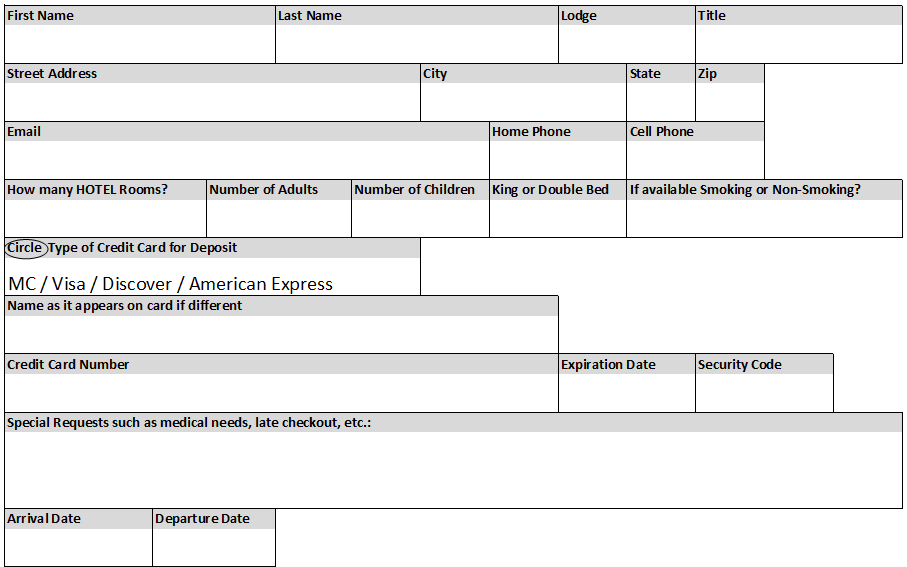 First Name Last Name Lodge Title
Street Address City State Zip
Email Home Phone Cell Phone
How many HOTEL Rooms? Number of Adults Number of Children King or Double Bed If available Smoking or Non-Smoking?
Circle Type of Credit Card for Deposit
MC / Visa / Discover / American Express
Name as it appears on card if different
Credit Card Number Expiration Date Security Code
Special Requests such as medical needs, late checkout, etc.:
Arrival Date Departure Date